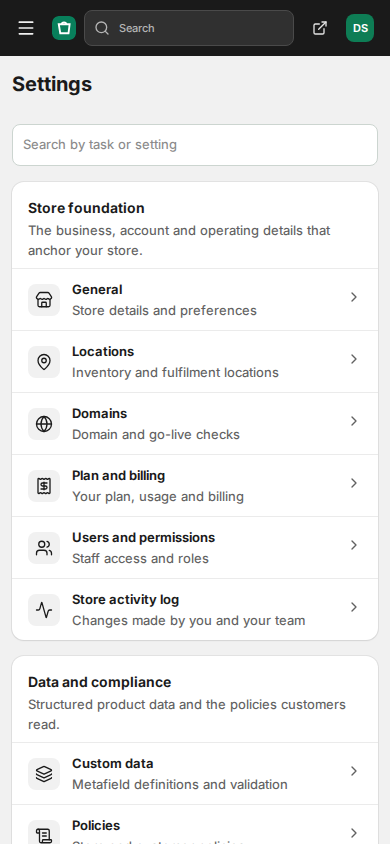 Search
DS
Settings
Search by task or setting
Store foundation
The business, account and operating details that
anchor your store.
General
Store details and preferences
Locations
Inventory and fulfilment locations
Domains
Domain and go-live checks
Plan and billing
Your plan, usage and billing
Users and permissions
Staff access and roles
Store activity log
Changes made by you and your team
Data and compliance
Structured product data and the policies customers
read.
Custom data
Metafield definitions and validation
Policies